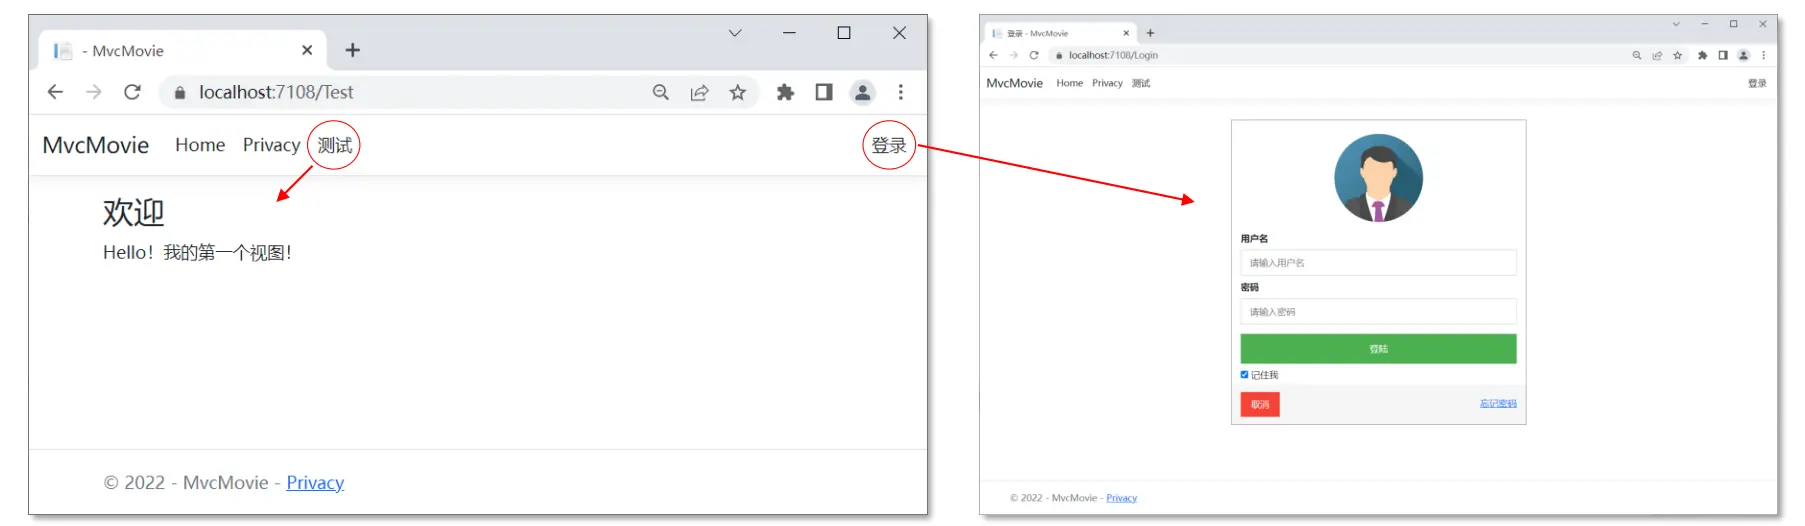 - MvcMovie
localhost:7108/Test
MvcMovie Home Privacy 测试 登录
欢迎
Hello！我的第一个视图！
© 2022 - MvcMovie - Privacy
登录 - MvcMovie
localhost:7108/Login
MvcMovie Home Privacy 测试 登录
用户名
请输入用户名
密码
请输入密码
登陆
记住我
取消 忘记密码
© 2022 - MvcMovie - Privacy